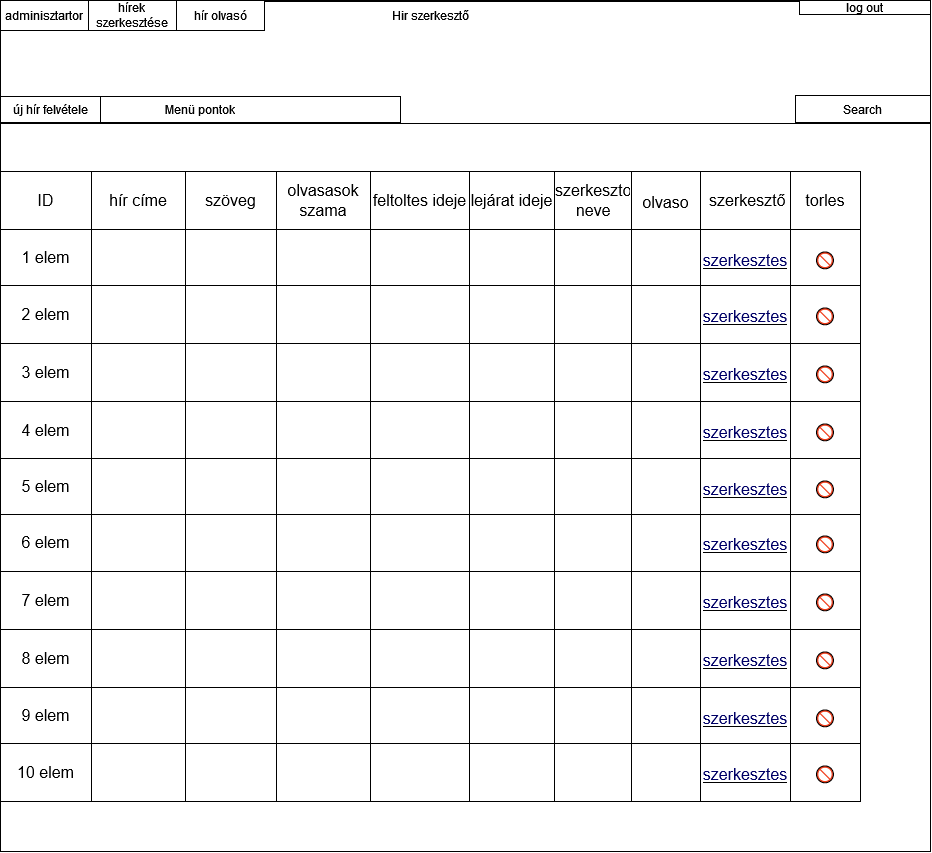 adminisztartor
hírek
szerkesztése
hír olvasó
Hir szerkesztő
log out
új hír felvétele
Menü pontok
Search
ID
hír címe
szöveg
olvasasok
szama
feltoltes ideje
lejárat ideje
szerkeszto
neve
olvaso
szerkesztő
torles
1 elem
szerkesztes
2 elem
szerkesztes
3 elem
szerkesztes
4 elem
szerkesztes
5 elem
szerkesztes
6 elem
szerkesztes
7 elem
szerkesztes
8 elem
szerkesztes
9 elem
szerkesztes
10 elem
szerkesztes